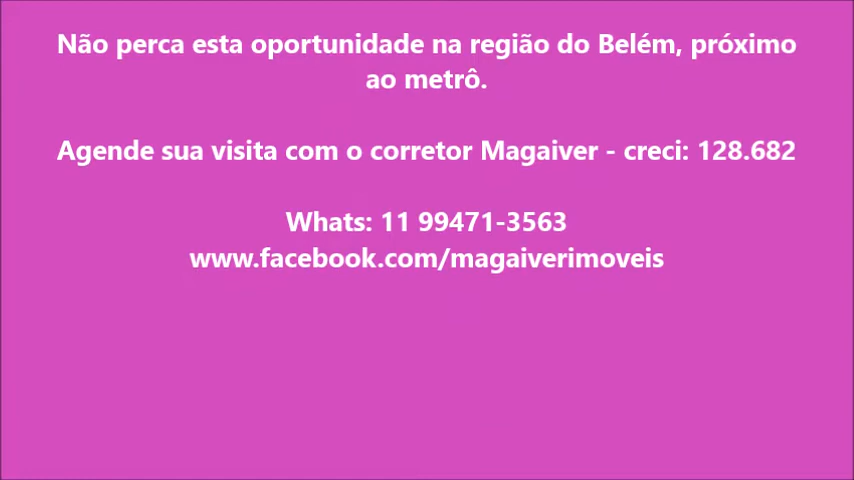 Não perca esta oportunidade na região do Belém, próximo
ao metrô.
Agende sua visita com o corretor Magaiver - creci: 128.682
Whats: 11 99471-3563
www.facebook.com/magaiverimoveis